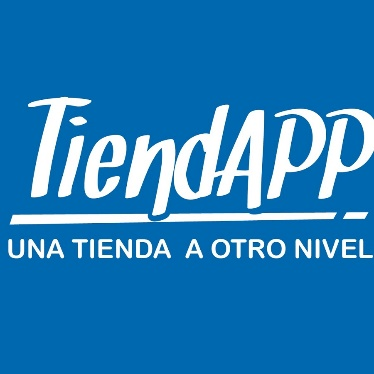 TiendAPP
UNA TIENDA A OTRO NIVEL